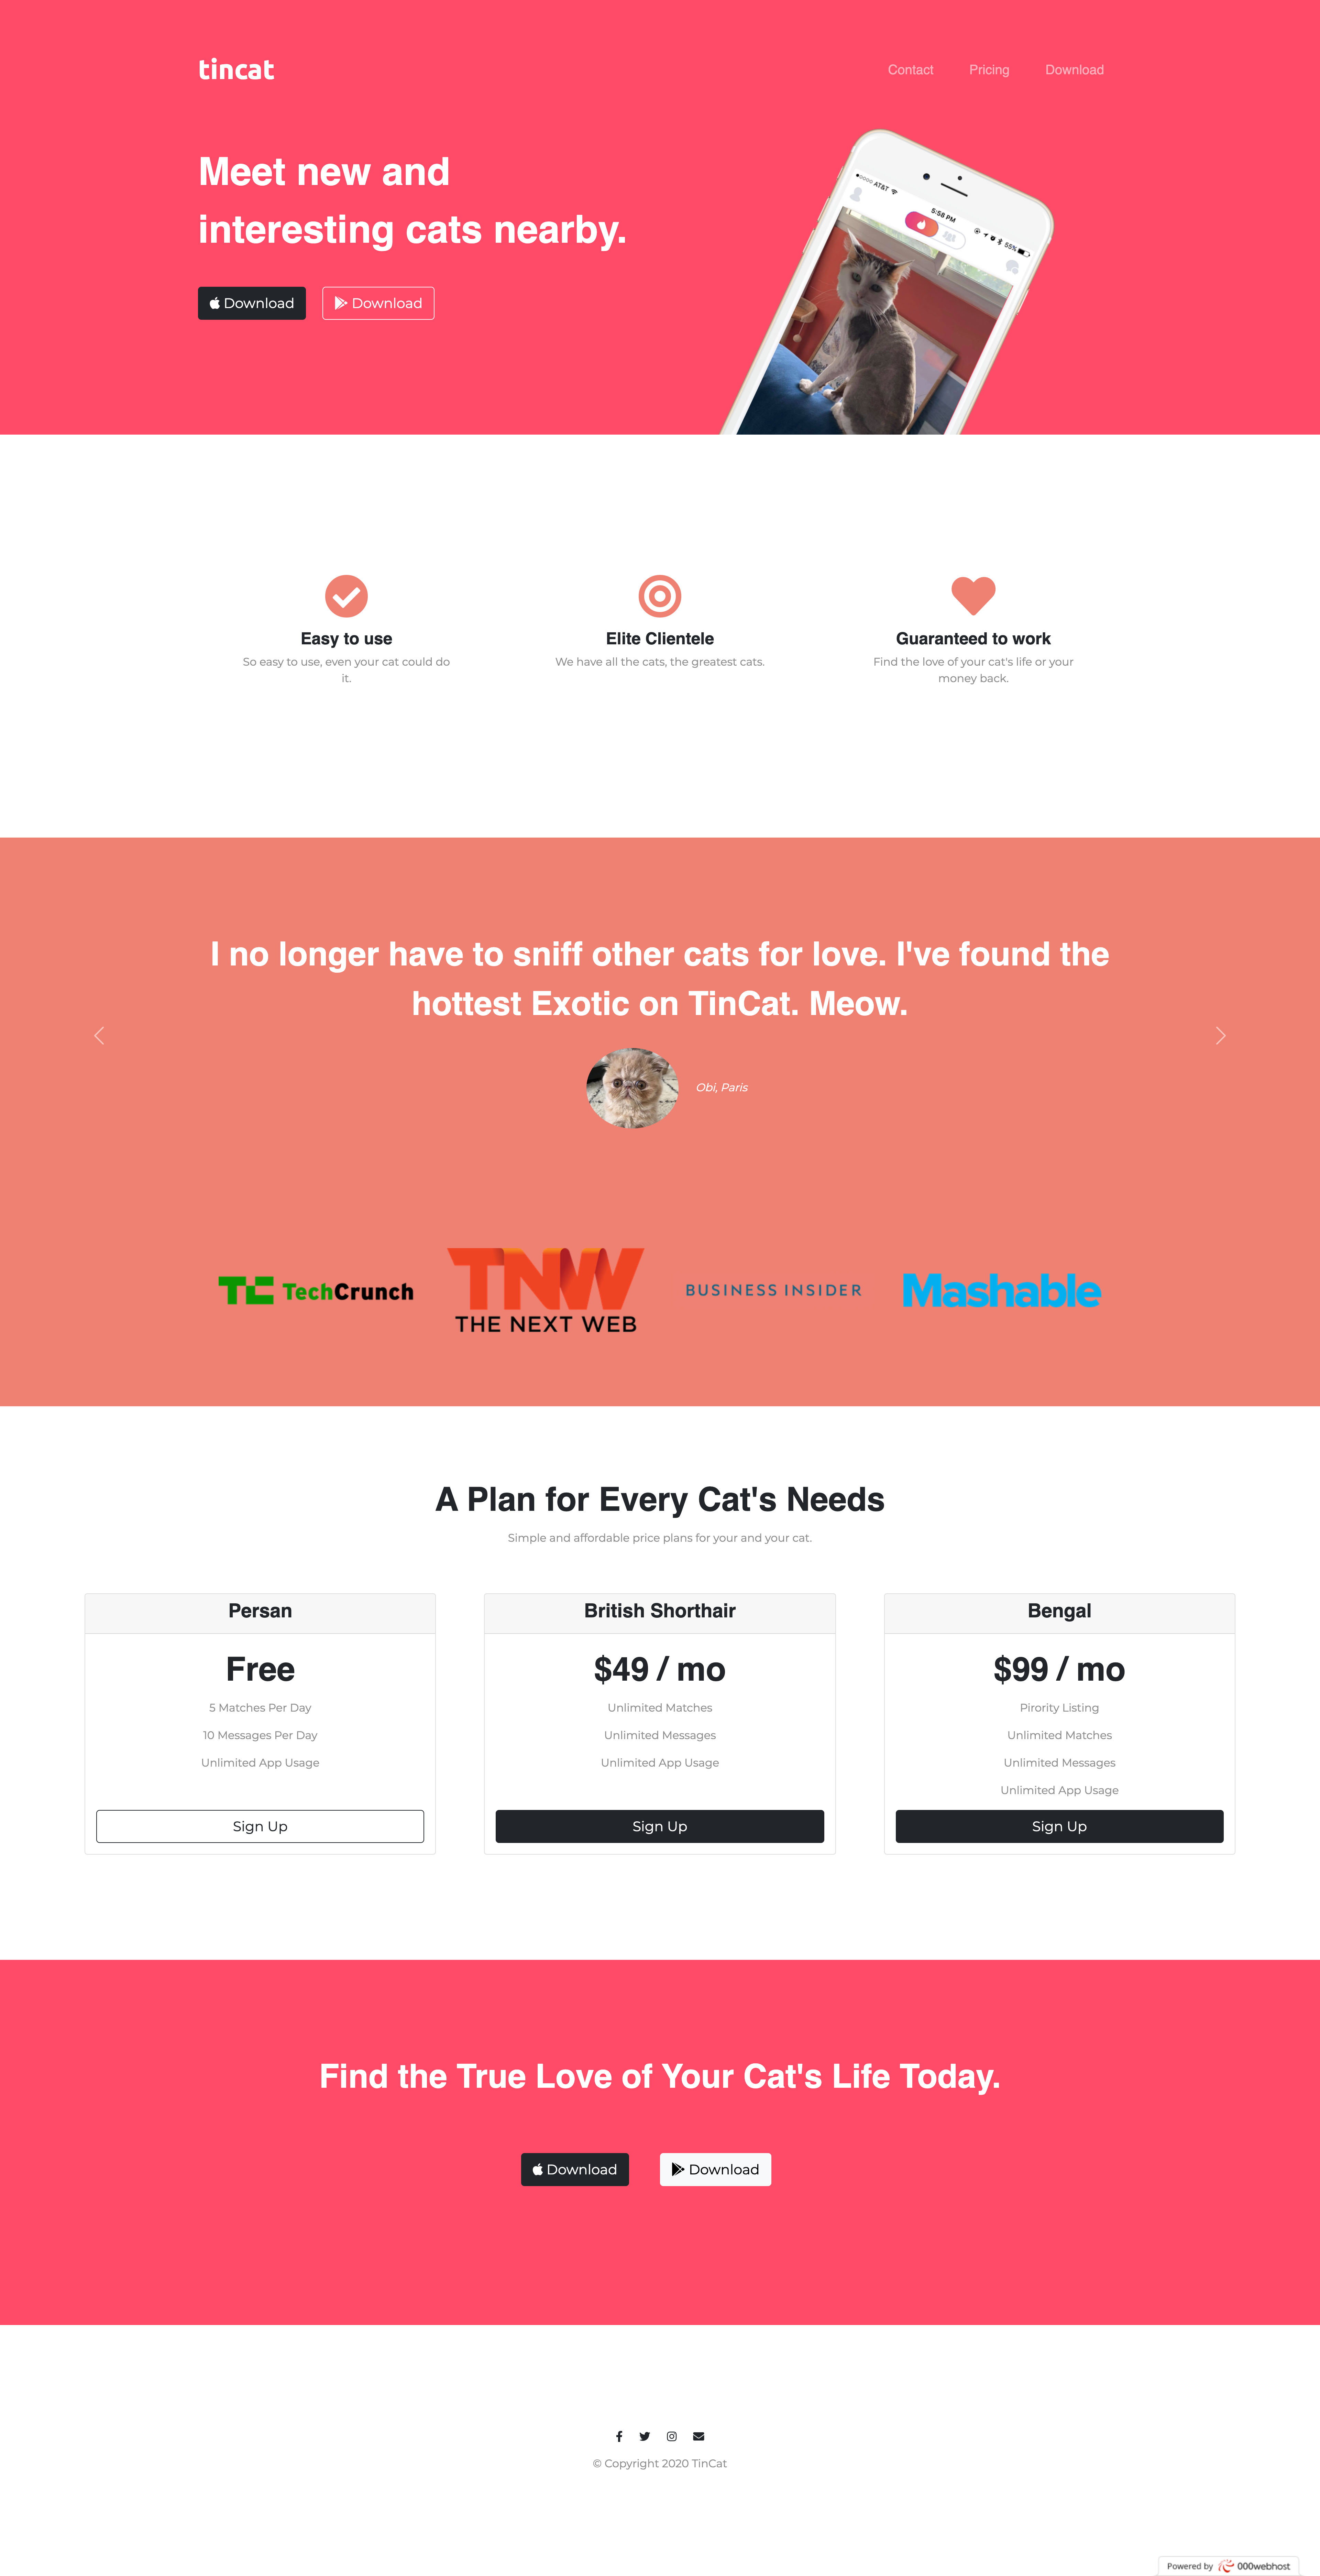 tincat
Contact Pricing Download
Meet new and
interesting cats nearby.
Download Download
AT&T 5:58 PM 55%
Easy to use
So easy to use, even your cat could do
it.
Elite Clientele
We have all the cats, the greatest cats.
Guaranteed to work
Find the love of your cat's life or your
money back.
I no longer have to sniff other cats for love. I've found the
hottest Exotic on TinCat. Meow.
Obi, Paris
TC TechCrunch
TNW
THE NEXT WEB
BUSINESS INSIDER
Mashable
A Plan for Every Cat's Needs
Simple and affordable price plans for your and your cat.
Persan
Free
5 Matches Per Day
10 Messages Per Day
Unlimited App Usage
Sign Up
British Shorthair
$49 / mo
Unlimited Matches
Unlimited Messages
Unlimited App Usage
Sign Up
Bengal
$99 / mo
Pirority Listing
Unlimited Matches
Unlimited Messages
Unlimited App Usage
Sign Up
Find the True Love of Your Cat's Life Today.
Download Download
© Copyright 2020 TinCat
Powered by 000webhost